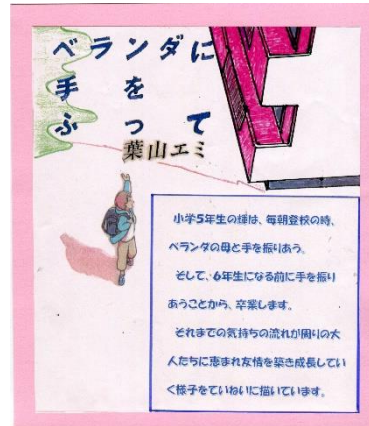 ベランダに
手を
ふって
葉山エミ
小学5年生の輝は、毎朝登校の時、
ベランダの母と手を振りあう。
そして、6年生になる前に手を振り
あうことから、卒業します。
それまでの気持ちの流れが周りの大
人たちに恵まれ友情を築き成長してい
く様子をていねいに描いています。